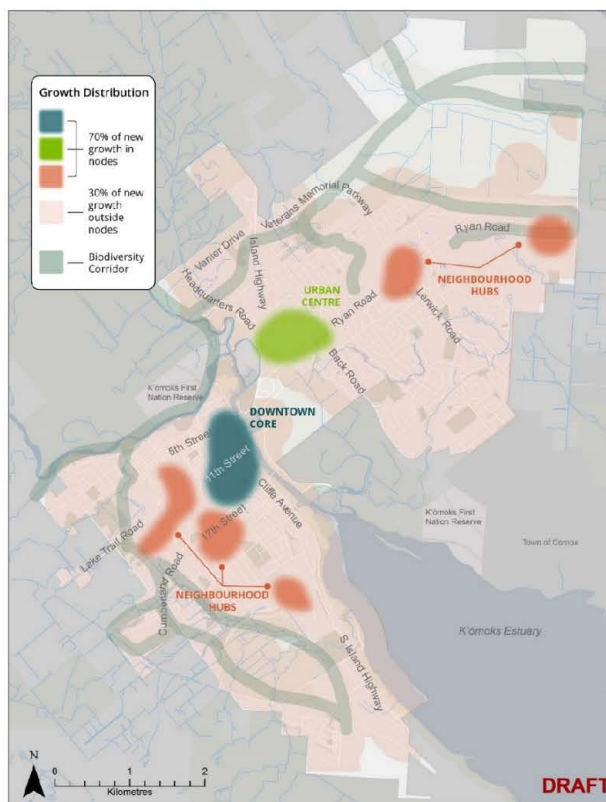 Growth Distribution
70% of new
growth in
nodes
30% of new
growth
outside
nodes
Biodiversity
Corridor
Veterans Memorial Parkway
Vanier Drive
Island Highway
Headquarters Road
Ryan Road
NEIGHBOURHOOD
HUBS
URBAN
CENTRE
Ryan Road
Lerwick Road
Back Road
K'ómoks First
Nation Reserve
DOWNTOWN
CORE
5th Street
11th Street
Cliffe Avenue
17th Street
Lake Trail Road
Cumberland Road
NEIGHBOURHOOD
HUBS
K'ómoks First
Nation Reserve
Town of Comox
K'ómoks Estuary
S Island Highway
N
0 1 2
Kilometres
DRAFT